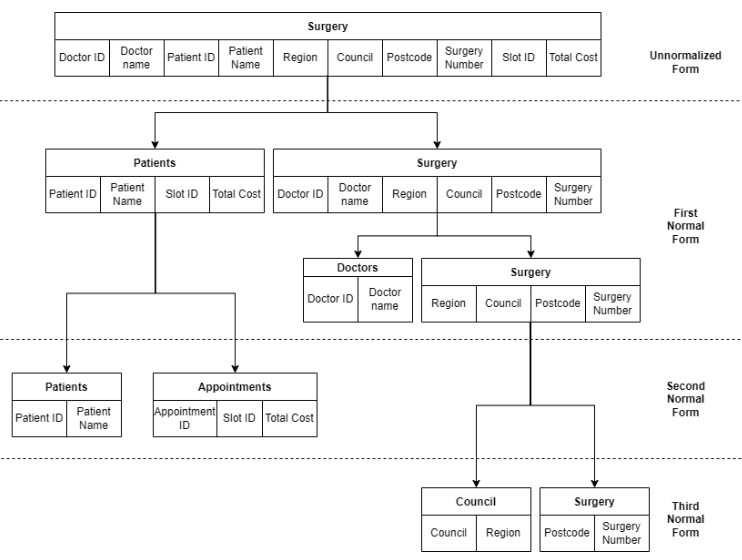 Surgery
Doctor ID
Doctor
name
Patient ID
Patient
Name
Region
Council
Postcode
Surgery
Number
Slot ID
Total Cost
Unnormalized
Form
Patients
Patient ID
Patient
Name
Slot ID
Total Cost
Surgery
Doctor ID
Doctor
name
Region
Council
Postcode
Surgery
Number
First
Normal
Form
Doctors
Doctor ID
Doctor
name
Surgery
Region
Council
Postcode
Surgery
Number
Patients
Patient ID
Patient
Name
Appointments
Appointment
ID
Slot ID
Total Cost
Second
Normal
Form
Council
Council
Region
Surgery
Postcode
Surgery
Number
Third
Normal
Form